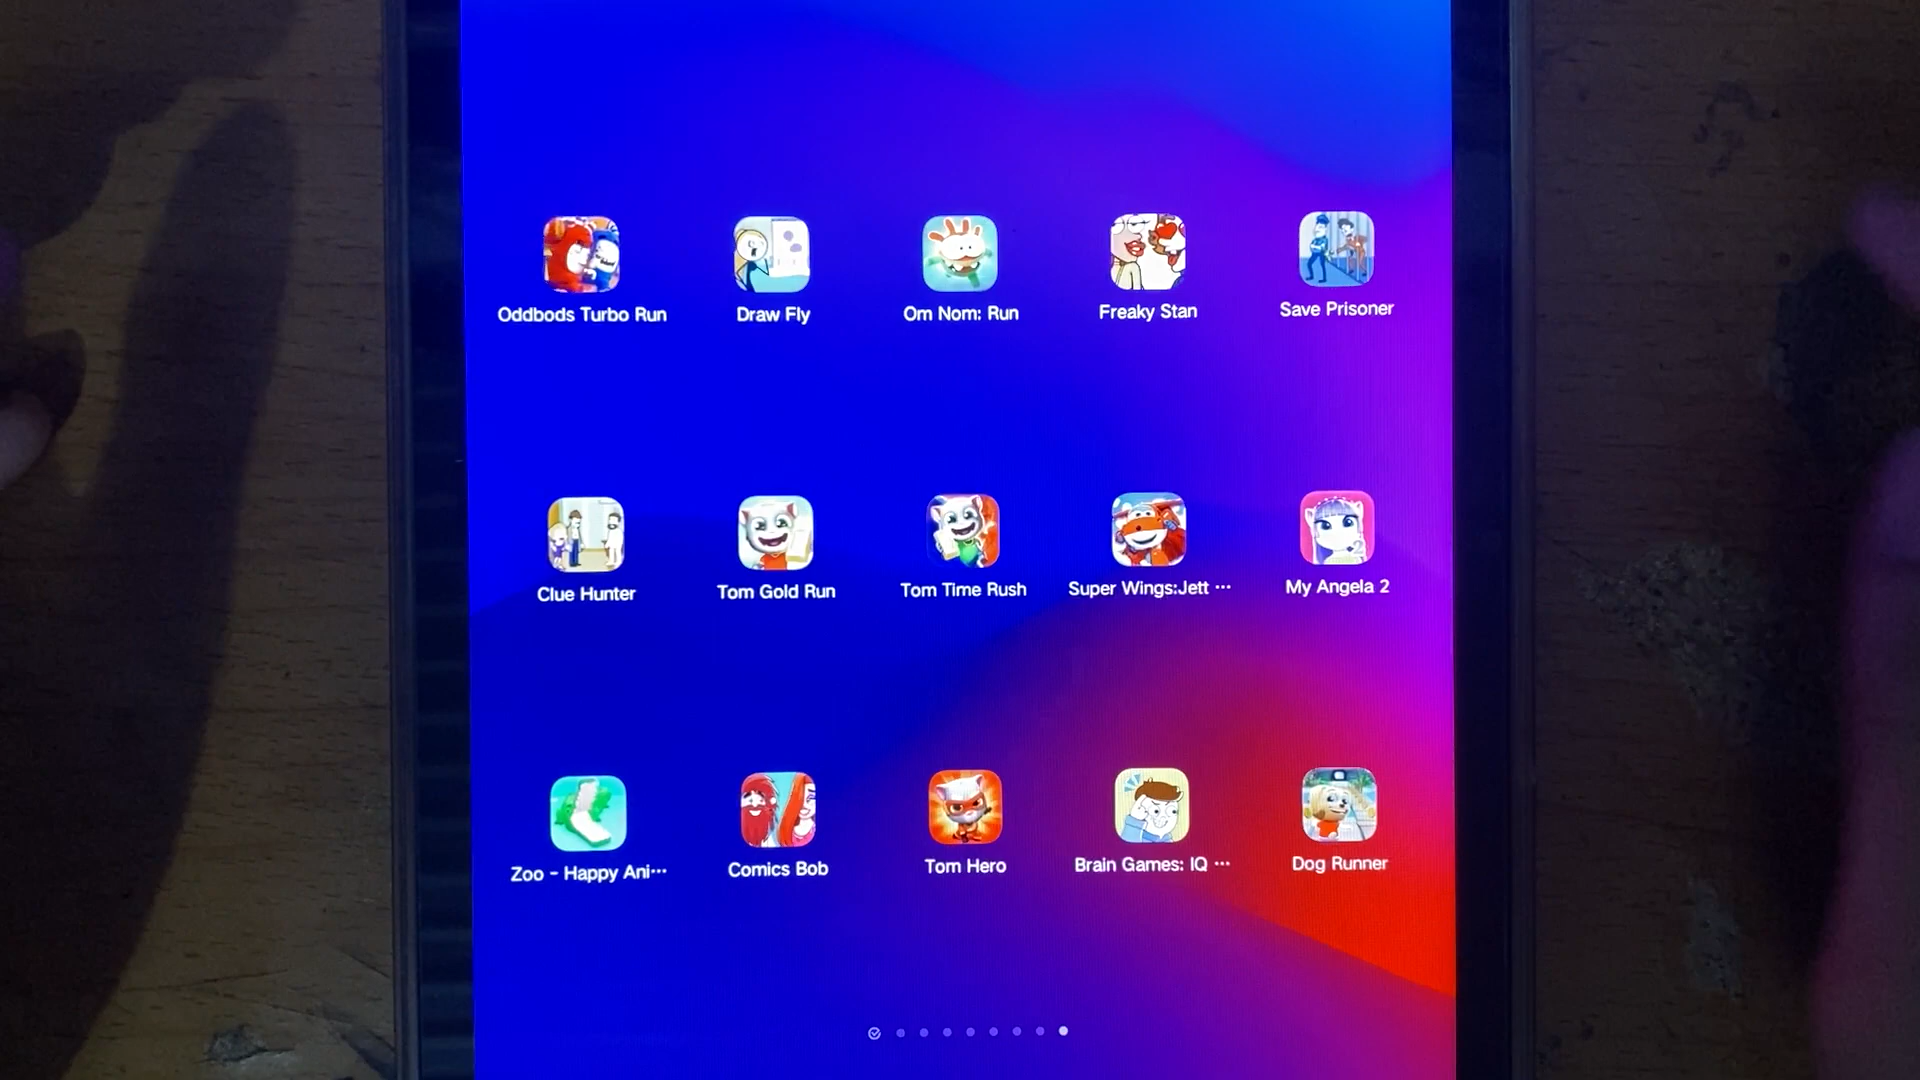 Oddbods Turbo Run
Draw Fly
Om Nom: Run
Freaky Stan
Save Prisoner
Clue Hunter
Tom Gold Run
Tom Time Rush
Super Wings:Jett ···
My Angela 2
Zoo - Happy Ani···
Comics Bob
Tom Hero
Brain Games: IQ ···
Dog Runner